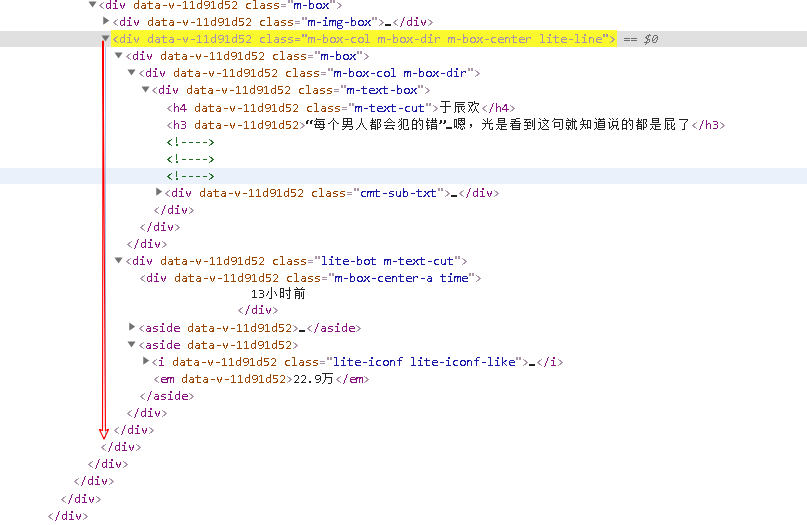 ▼<div data-v-11d91d52 class="m-box">
▶<div data-v-11d91d52 class="m-img-box">…</div>
▼<div data-v-11d91d52 class="m-box-col m-box-dir m-box-center lite-line"> == $0
▼<div data-v-11d91d52 class="m-box">
▼<div data-v-11d91d52 class="m-box-col m-box-dir">
▼<div data-v-11d91d52 class="m-text-box">
<h4 data-v-11d91d52 class="m-text-cut">于辰欢</h4>
<h3 data-v-11d91d52>“每个男人都会犯的错”…嗯，光是看到这句就知道说的都是屁了</h3>
<!---->
<!---->
<!---->
▶<div data-v-11d91d52 class="cmt-sub-txt">…</div>
</div>
</div>
</div>
▼<div data-v-11d91d52 class="lite-bot m-text-cut">
<div data-v-11d91d52 class="m-box-center-a time">
13小时前
</div>
▶<aside data-v-11d91d52>…</aside>
▼<aside data-v-11d91d52>
▶<i data-v-11d91d52 class="lite-iconf lite-iconf-like">…</i>
<em data-v-11d91d52>22.9万</em>
</aside>
</div>
</div>
</div>
</div>
</div>
</div>
</div>